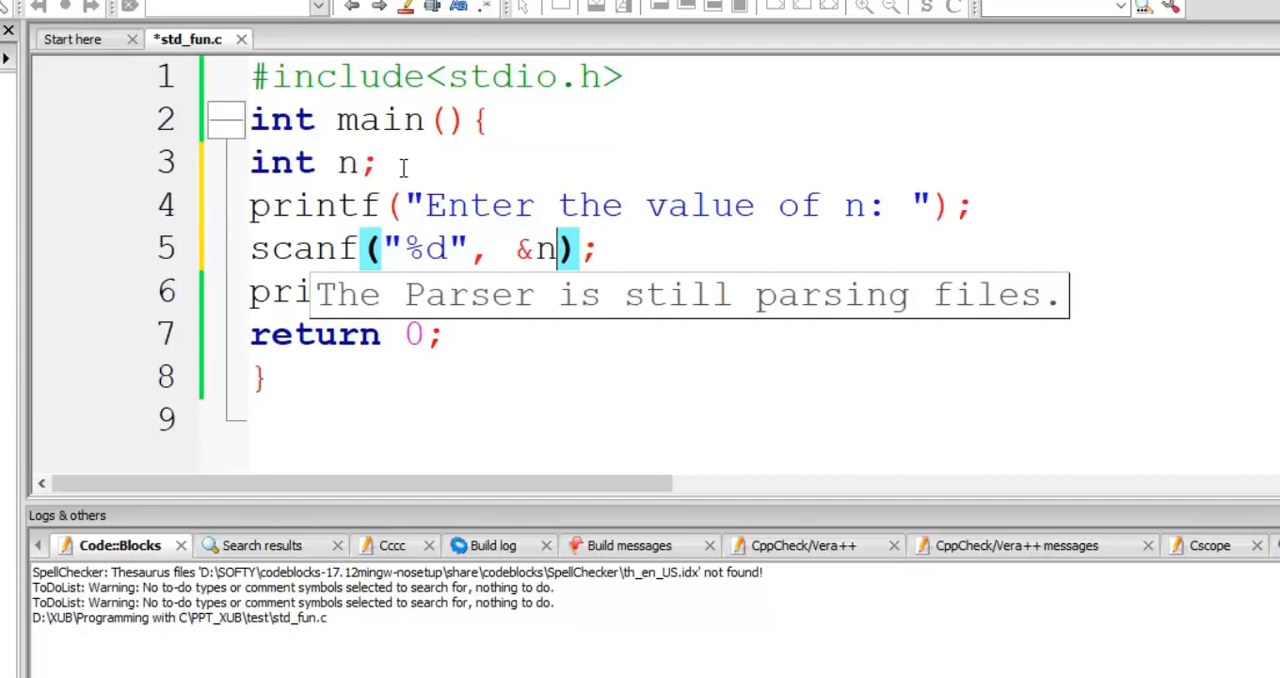 Start here
*std_fun.c
1 #include<stdio.h>
2 int main(){
3 int n;
4 printf("Enter the value of n: ");
5 scanf("%d", &n);
6 pri
The Parser is still parsing files.
7 return 0;
8 }
9
Logs & others
Code::Blocks Search results Cccc Build log Build messages CppCheck/Vera++ CppCheck/Vera++ messages Cscope
SpellChecker: Thesaurus files 'D:\SOFTY\codeblocks-17.12mingw-nosetup\share\codeblocks\SpellChecker\th_en_US.idx' not found!
ToDoList: Warning: No to-do types or comment symbols selected to search for, nothing to do.
ToDoList: Warning: No to-do types or comment symbols selected to search for, nothing to do.
D:\XUB\Programming with C\PPT_XUB\test\std_fun.c